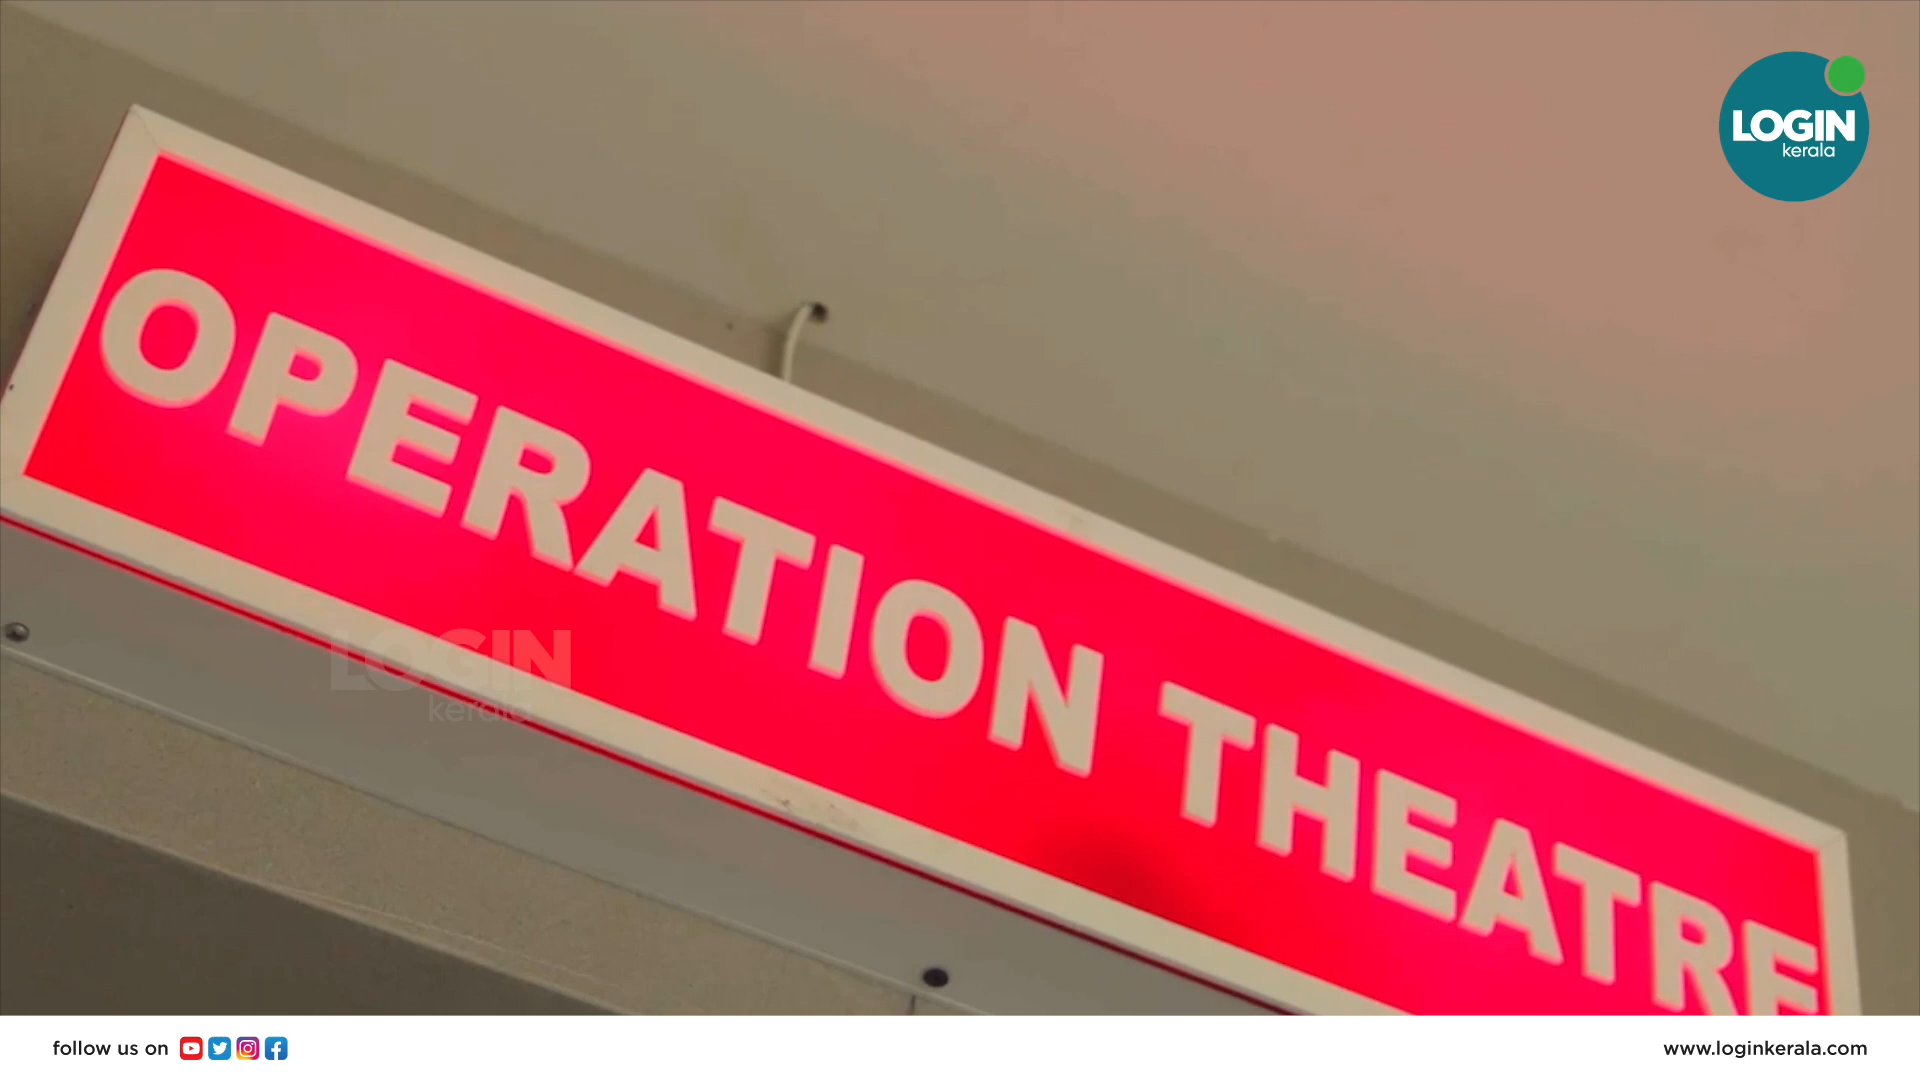 LOGIN
kerala
OPERATION THEATRE
LOGIN
kerala
follow us on
www.loginkerala.com